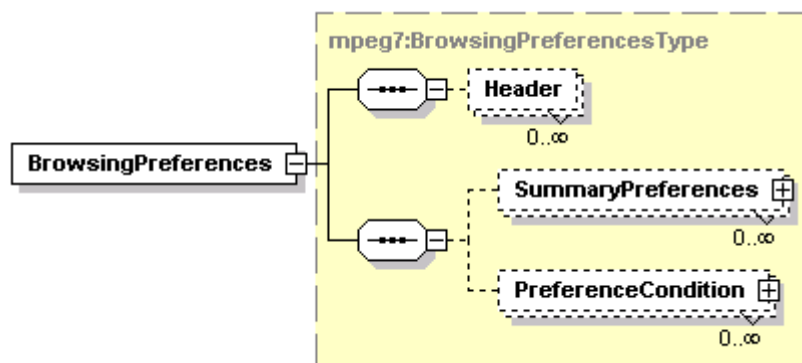 mpeg7:BrowsingPreferencesType
Header
0..∞
BrowsingPreferences
SummaryPreferences
0..∞
PreferenceCondition
0..∞